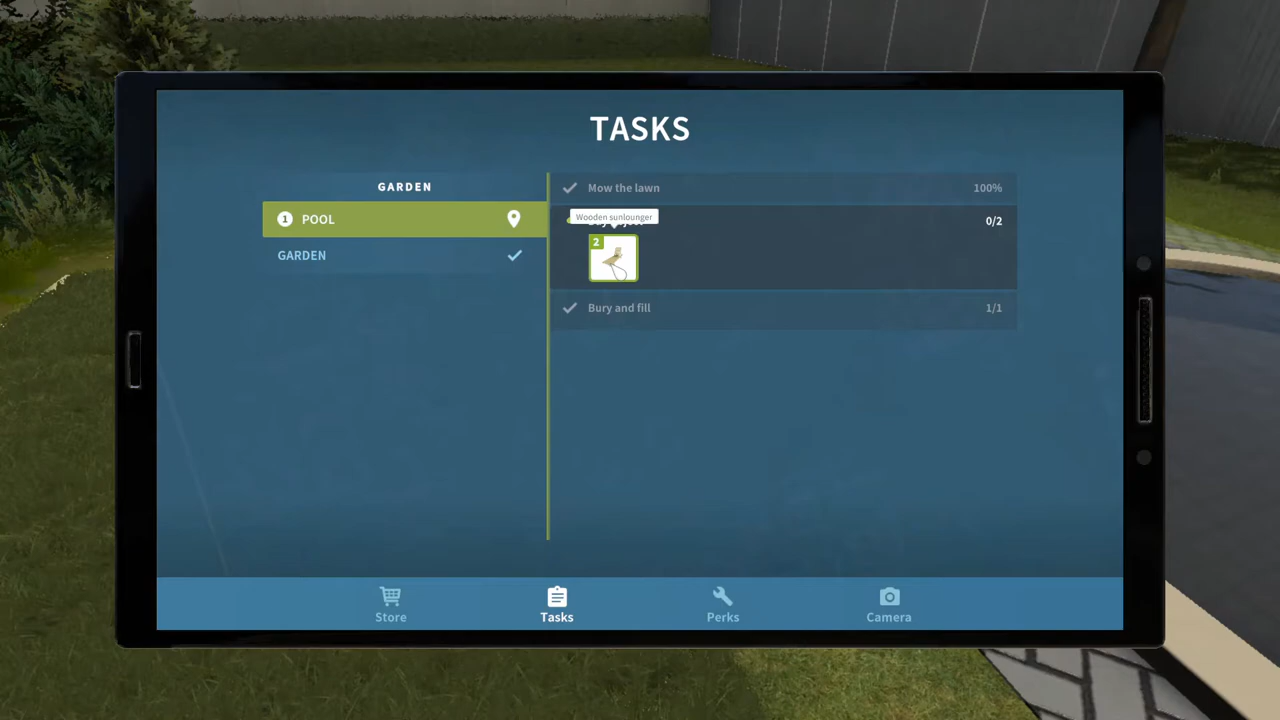 TASKS
GARDEN
1 POOL
GARDEN
Mow the lawn 100%
Wooden sunlounger
0/2
2
Bury and fill 1/1
Store Tasks Perks Camera